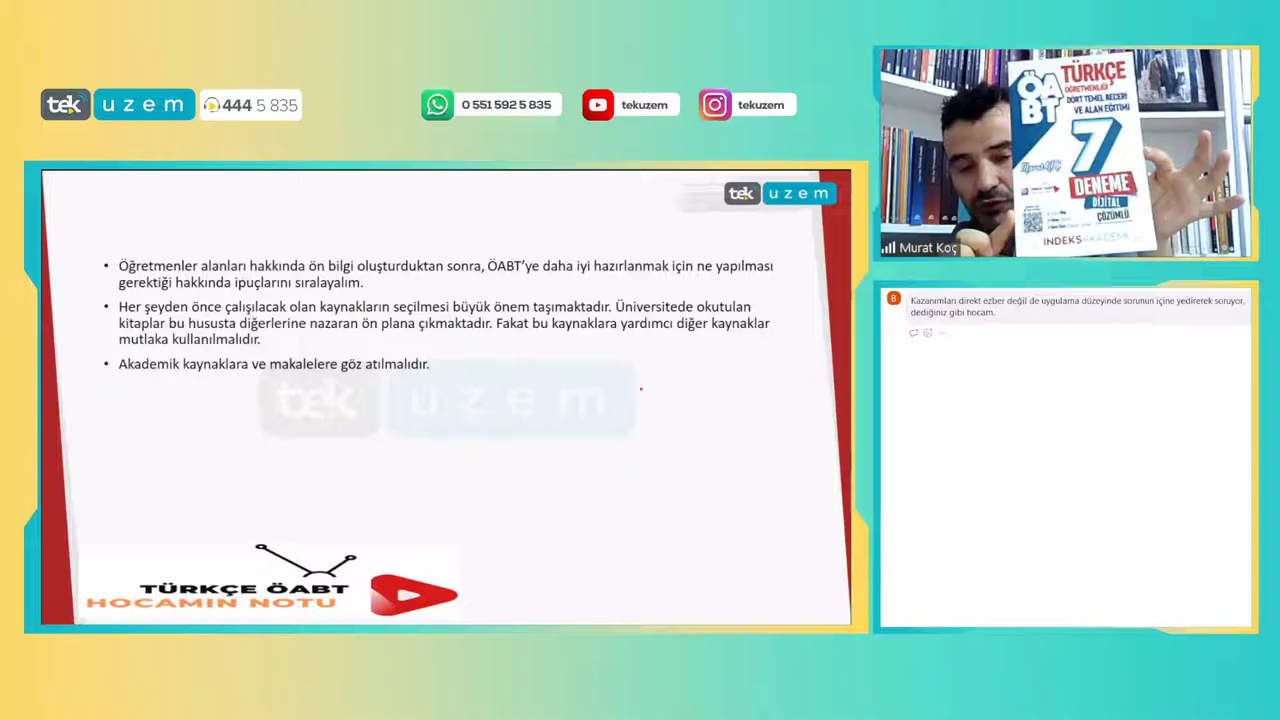 tek uzem 444 5 835
0 551 592 5 835
tekuzem
tekuzem
tek uzem
• Öğretmenler alanları hakkında ön bilgi oluşturduktan sonra, ÖABT'ye daha iyi hazırlanmak için ne yapılması
gerektiği hakkında ipuçlarını sıralayalım.
• Her şeyden önce çalışılacak olan kaynakların seçilmesi büyük önem taşımaktadır. Üniversitede okutulan
kitaplar bu hususta diğerlerine nazaran ön plana çıkmaktadır. Fakat bu kaynaklara yardımcı diğer kaynaklar
mutlaka kullanılmalıdır.
• Akademik kaynaklara ve makalelere göz atılmalıdır.
tek uzem
TÜRKÇE ÖABT
HOCAMIN NOTU
ÖABT
TÜRKÇE
ÖĞRETMENLİĞİ
DÖRT TEMEL BECERİ
VE ALAN EĞİTİMİ
7
DENEME
DİJİTAL
ÇÖZÜMLÜ
İNDEKSAKADEMİ
Murat Koç
B
Kazanımları direkt ezber değil de uygulama düzeyinde sorunun içine yedirerek soruyor,
dediğiniz gibi hocam.